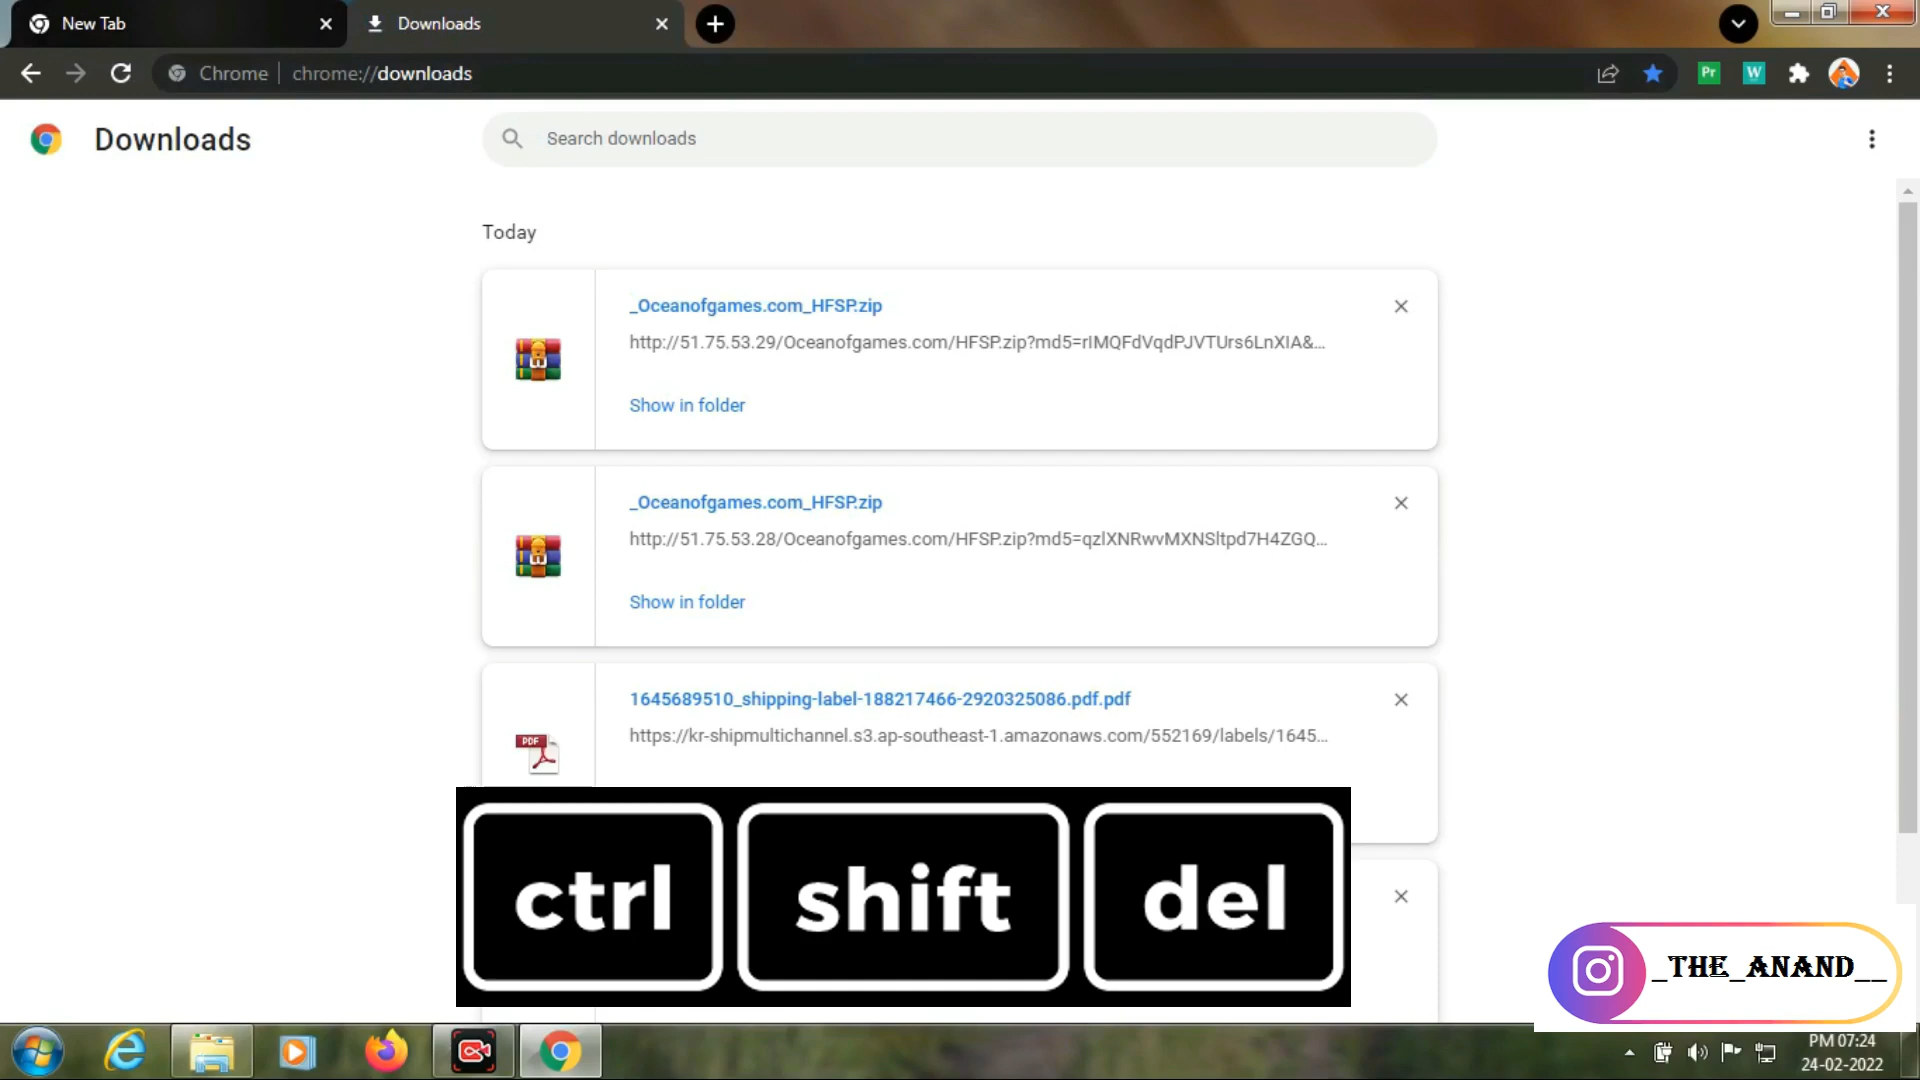 New Tab
Downloads
Chrome
chrome://downloads
Pr
W
Downloads
Search downloads
Today
_Oceanofgames.com_HFSP.zip
http://51.75.53.29/Oceanofgames.com/HFSP.zip?md5=rIMQFdVqdPJVTUrs6LnXIA&...
Show in folder
_Oceanofgames.com_HFSP.zip
http://51.75.53.28/Oceanofgames.com/HFSP.zip?md5=qzlXNRwvMXNSltpd7H4ZGQ...
Show in folder
1645689510_shipping-label-188217466-2920325086.pdf.pdf
https://kr-shipmultichannel.s3.ap-southeast-1.amazonaws.com/552169/labels/1645...
PDF
ctrl
shift
del
_THE_ANAND__
PM 07:24
24-02-2022